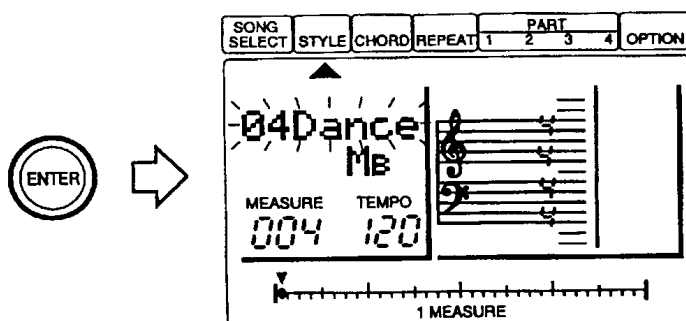 SONG SELECT STYLE CHORD REPEAT PART 1 2 3 4 OPTION
04Dance
MB
ENTER
MEASURE TEMPO
004 120
1 MEASURE